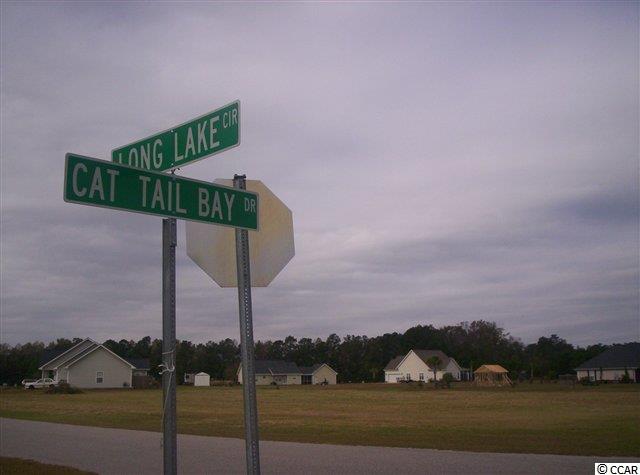 LONG LAKE CIR
CAT TAIL BAY DR
© CCAR